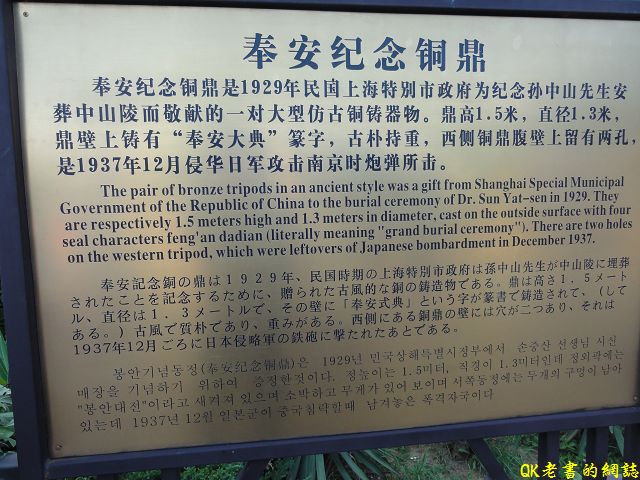 奉安纪念铜鼎
奉安纪念铜鼎是1929年民国上海特别市政府为纪念孙中山先生安
葬中山陵而敬献的一对大型仿古铜铸器物。鼎高1.5米，直径1.3米，
鼎壁上铸有“奉安大典”篆字，古朴持重，西侧铜鼎腹壁上留有两孔，
是1937年12月侵华日军攻击南京时炮弹所击。
The pair of bronze tripods in an ancient style was a gift from Shanghai Special Municipal
Government of the Republic of China to the burial ceremony of Dr. Sun Yat-sen in 1929. They
are respectively 1.5 meters high and 1.3 meters in diameter, cast on the outside surface with four
seal characters feng'an dadian (literally meaning "grand burial ceremony"). There are two holes
on the western tripod, which were leftovers of Japanese bombardment in December 1937.
奉安記念銅の鼎は１９２９年、民国時期の上海特別市政府は孫中山先生が中山陵に埋葬
されたことを記念するために、贈られた古風的な銅の鋳造物である。鼎は高さ１．５メート
ル、直径は１．３メートルで、その壁に「奉安式典」という字が篆書で鋳造されて、（して
ある。）古風で質朴であり、重みがある。西側にある銅鼎の壁には穴が二つあり、それは
1937年12月ごろに日本侵略軍の鉄砲に撃たれたあとである。
봉안기념동정(奉安纪念铜鼎)은 1929년 민국상해특별시정부에서 손중산 선생님 시신
매장을 기념하기 위하여 증정한것이다. 정높이는 1.5미터, 직경이 1.3미터인데 정외곽에는
"봉안대전"이라고 새겨져 있으며 소박하고 무게가 있어 보이며 서쪽동정에는 두개의 구멍이 남아
있는데 1937년 12월 일본군이 중국침략할때 남겨놓은 폭격자국이다
QK老書的網誌